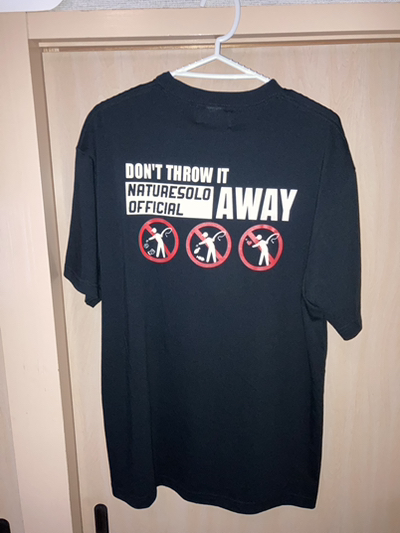 DON'T THROW IT
NATURESOLO
OFFICIAL
AWAY